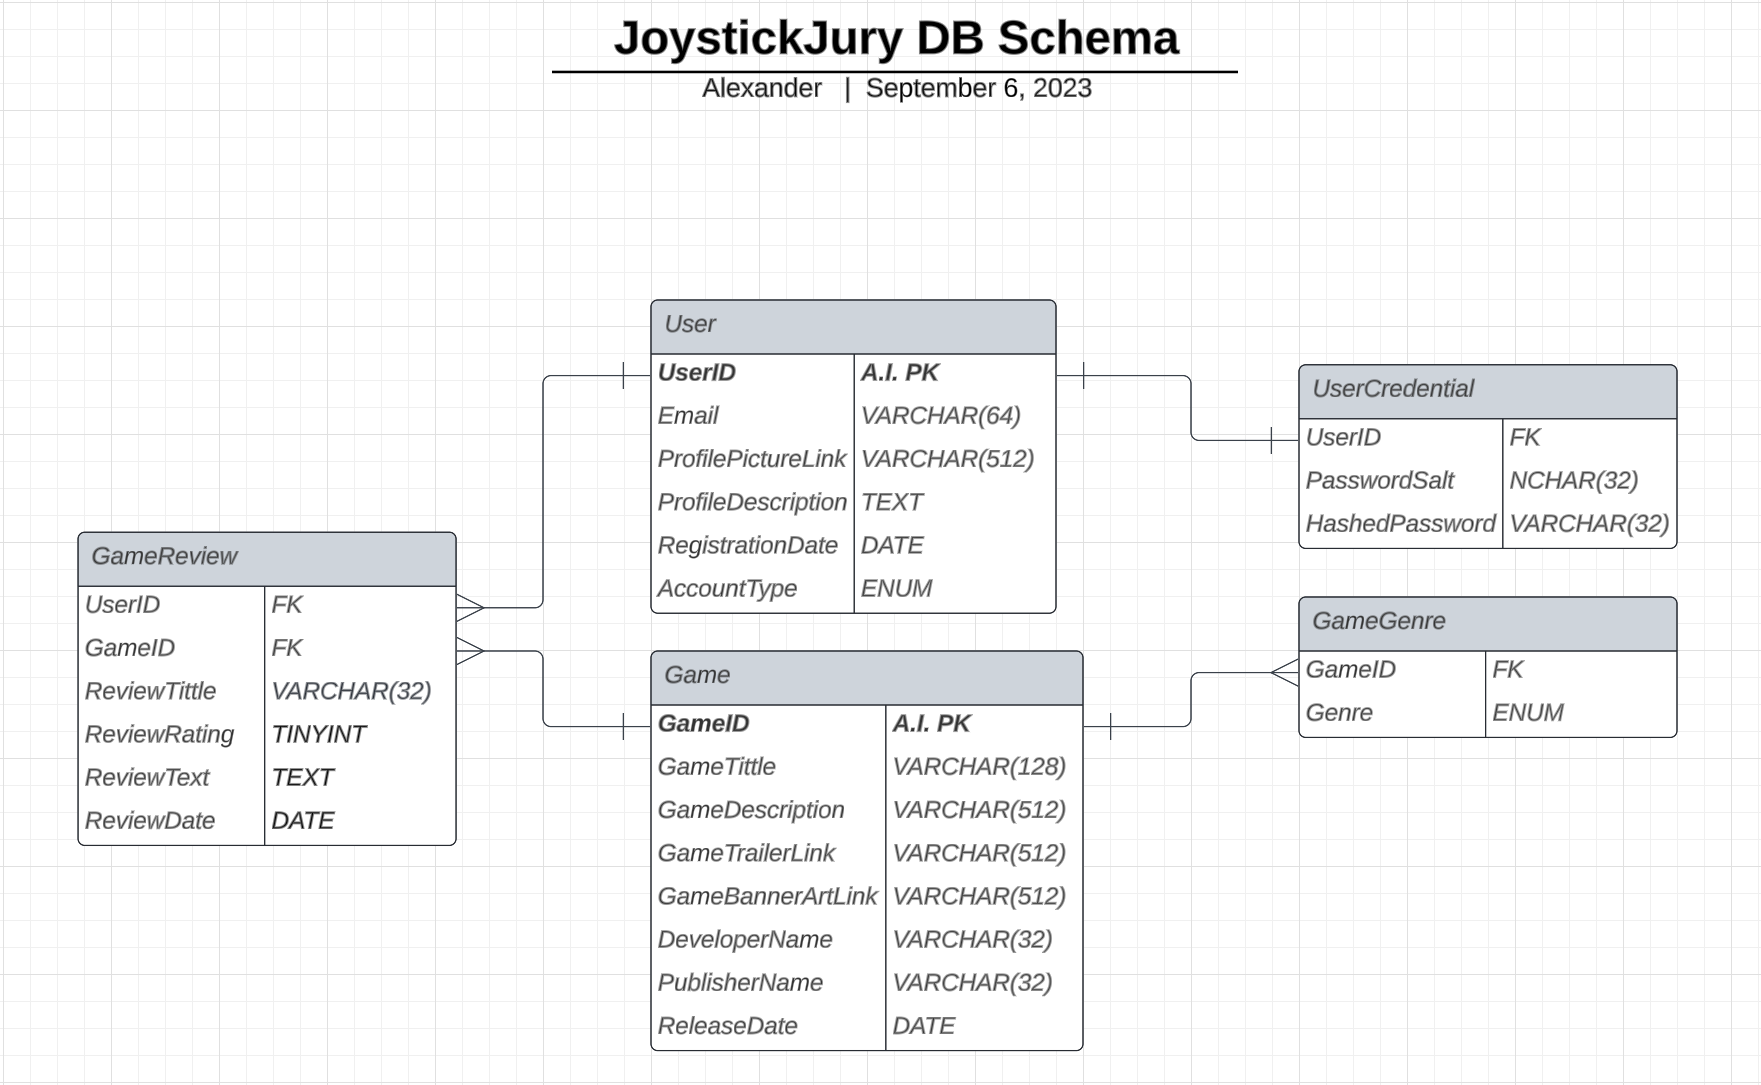 JoystickJury DB Schema
Alexander | September 6, 2023
User
UserID A.I. PK
Email VARCHAR(64)
ProfilePictureLink VARCHAR(512)
ProfileDescription TEXT
RegistrationDate DATE
AccountType ENUM
UserCredential
UserID FK
PasswordSalt NCHAR(32)
HashedPassword VARCHAR(32)
GameReview
UserID FK
GameID FK
ReviewTittle VARCHAR(32)
ReviewRating TINYINT
ReviewText TEXT
ReviewDate DATE
Game
GameID A.I. PK
GameTittle VARCHAR(128)
GameDescription VARCHAR(512)
GameTrailerLink VARCHAR(512)
GameBannerArtLink VARCHAR(512)
DeveloperName VARCHAR(32)
PublisherName VARCHAR(32)
ReleaseDate DATE
GameGenre
GameID FK
Genre ENUM